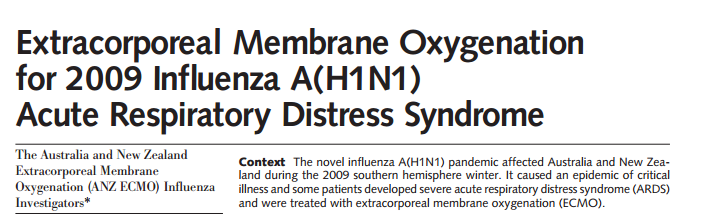 Extracorporeal Membrane Oxygenation
for 2009 Influenza A(H1N1)
Acute Respiratory Distress Syndrome
The Australia and New Zealand
Extracorporeal Membrane
Oxygenation (ANZ ECMO) Influenza
Investigators*
Context The novel influenza A(H1N1) pandemic affected Australia and New Zea-
land during the 2009 southern hemisphere winter. It caused an epidemic of critical
illness and some patients developed severe acute respiratory distress syndrome (ARDS)
and were treated with extracorporeal membrane oxygenation (ECMO).